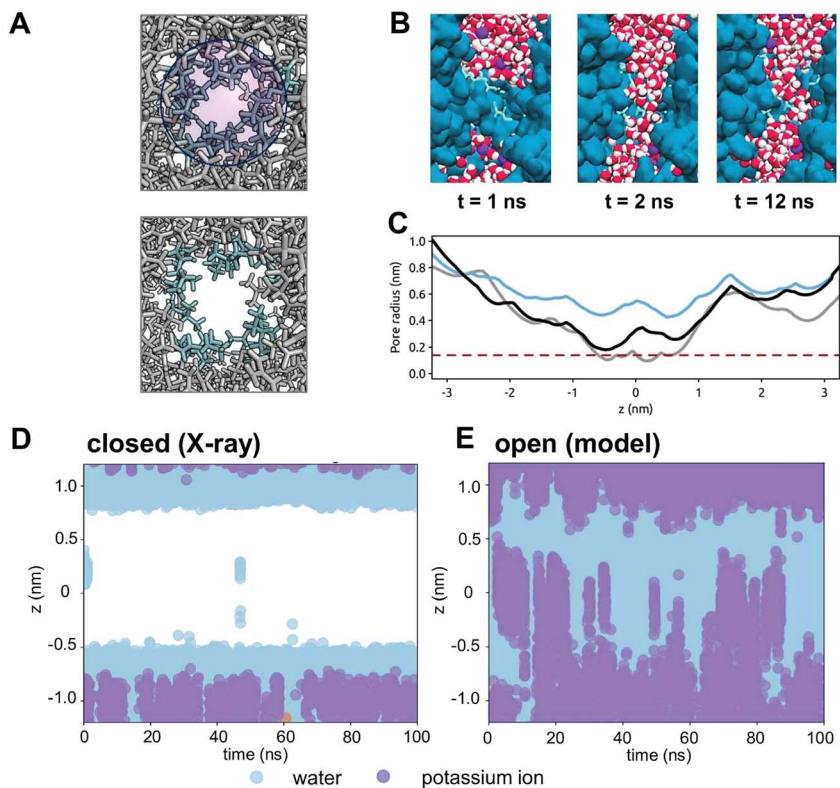 A
B
t = 1 ns
t = 2 ns
t = 12 ns
C
Pore radius (nm)
1.0
0.8
0.6
0.4
0.2
0.0
-3
-2
-1
0
1
2
3
z (nm)
D closed (X-ray)
z (nm)
1.0
0.5
0
-0.5
-1.0
0
20
40
60
80
100
time (ns)
E open (model)
z (nm)
1.0
0.5
0
-0.5
-1.0
0
20
40
60
80
100
time (ns)
water
potassium ion